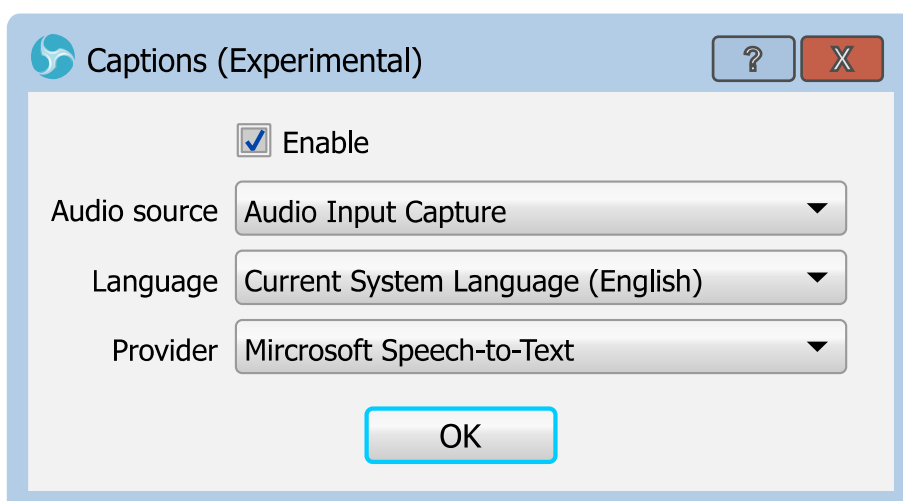 Captions (Experimental) ? X
Enable
Audio source Audio Input Capture
Language Current System Language (English)
Provider Mircrosoft Speech-to-Text
OK